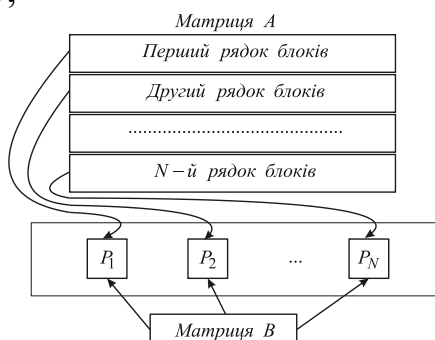 Матриця A
Перший рядок блоків
Другий рядок блоків
..........................................
N – й рядок блоків
P1 P2 ... PN
Матриця B